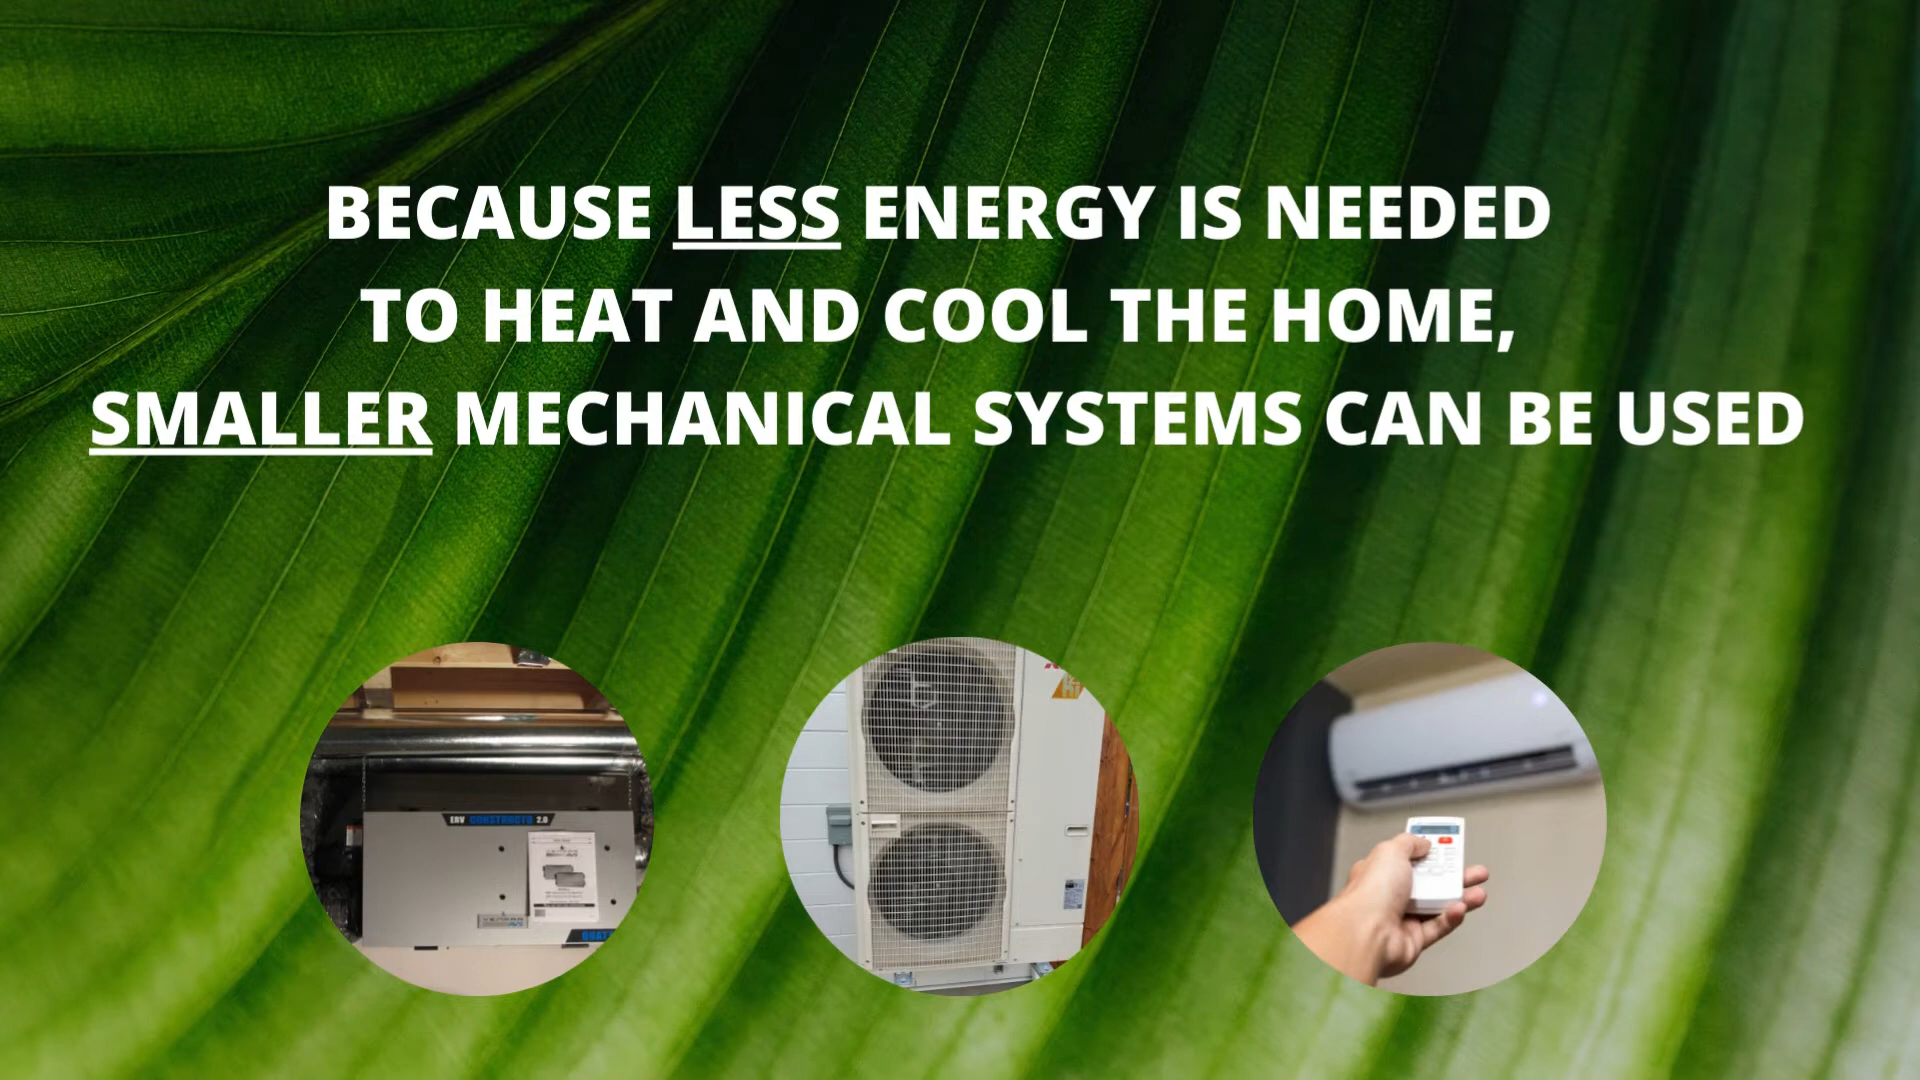 BECAUSE LESS ENERGY IS NEEDED
TO HEAT AND COOL THE HOME,
SMALLER MECHANICAL SYSTEMS CAN BE USED
ERV CONSTRUCTO 2.0